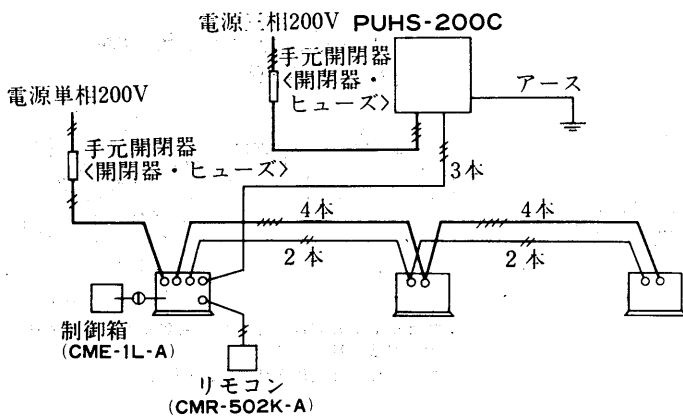 電源三相200V PUHS-200C
手元開閉器
<開閉器・
ヒューズ>
アース
電源単相200V
手元開閉器
<開閉器・ヒューズ>
3本
4本
4本
2本
2本
制御箱
(CME-1L-A)
リモコン
(CMR-502K-A)